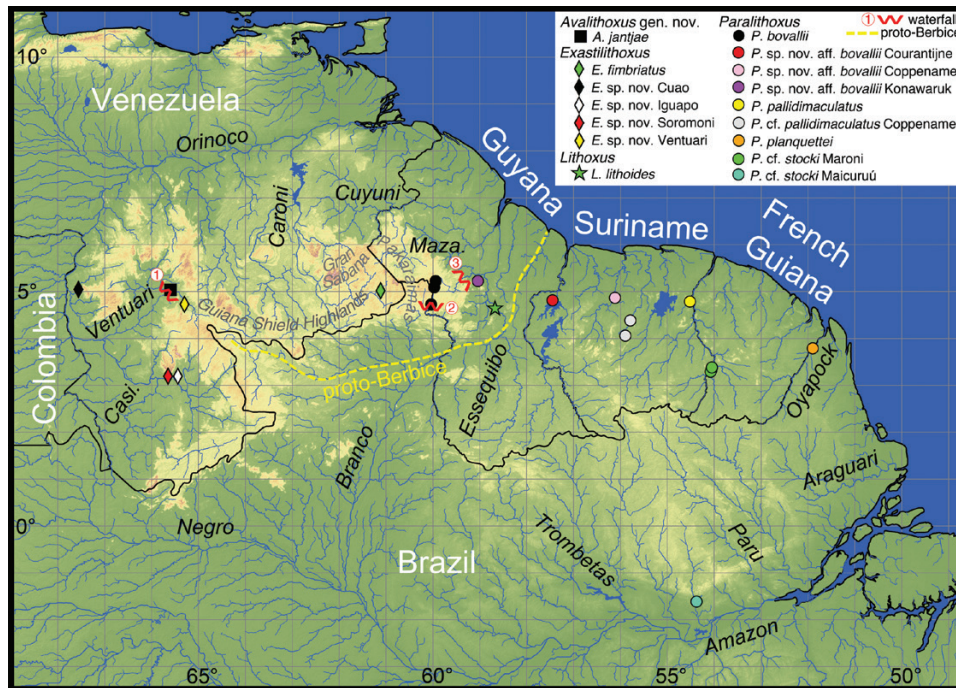 Avalithoxus gen. nov.
A. jantjae
Exastilithoxus
E. fimbriatus
E. sp. nov. Cuao
E. sp. nov. Iguapo
E. sp. nov. Soromoni
E. sp. nov. Ventuari
Lithoxus
L. lithoides
Paralithoxus
P. bovallii
P. sp. nov. aff. bovallii Courantijne
P. sp. nov. aff. bovallii Coppename
P. sp. nov. aff. bovallii Konawaruk
P. pallidimaculatus
P. cf. pallidimaculatus Coppename
P. planquettei
P. cf. stocki Maroni
P. cf. stocki Maicuruú
1 waterfall
proto-Berbice
10°
Venezuela
Orinoco
Guyana
Suriname
French
Guiana
Caroni
Cuyuni
Maza.
Pakaraimas
Gran
Sabana
3
1
2
5°
Ventuari
Guiana Shield Highlands
Colombia
proto-Berbice
Essequibo
Oyapock
Casi.
Branco
Araguari
Negro
0°
Brazil
Trombetas
Paru
Amazon
65°
60°
55°
50°